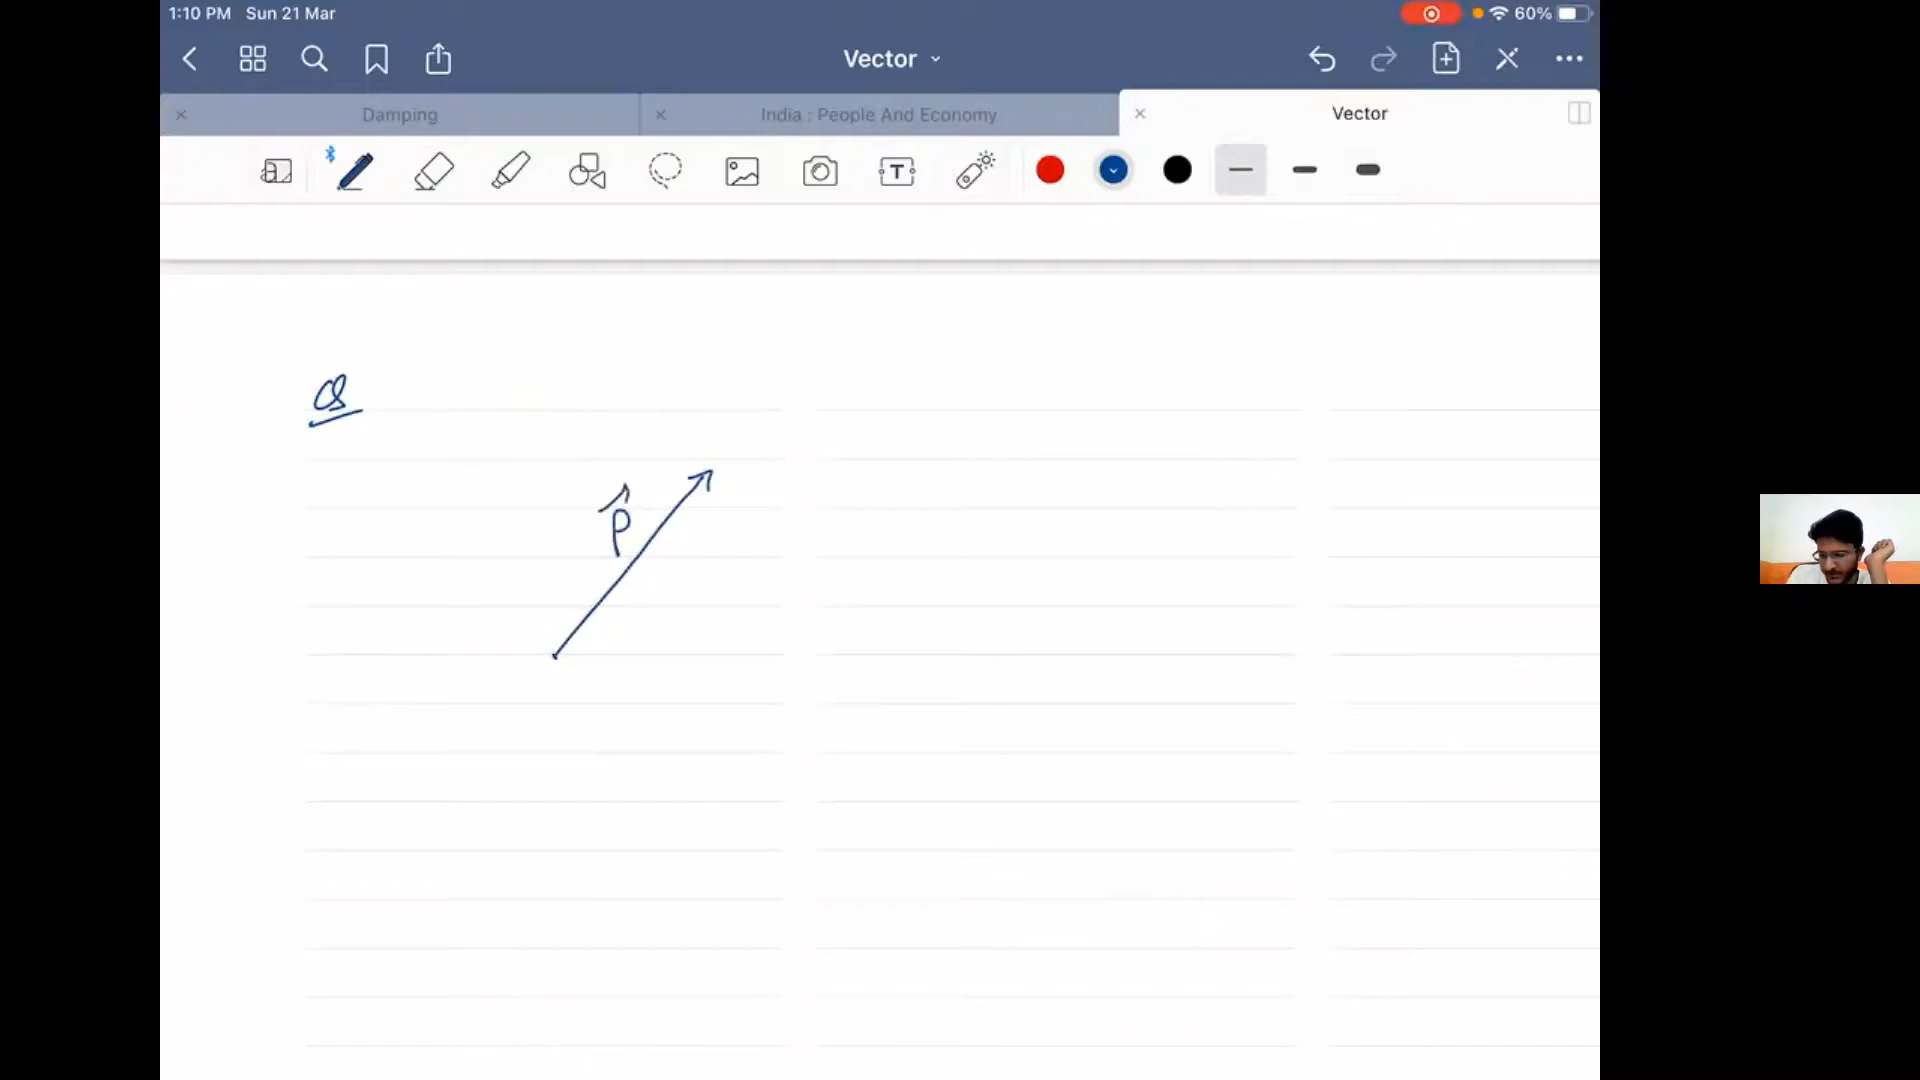 1:10 PM Sun 21 Mar
60%
Vector
Damping
India : People And Economy
Vector
a
T
Q
P